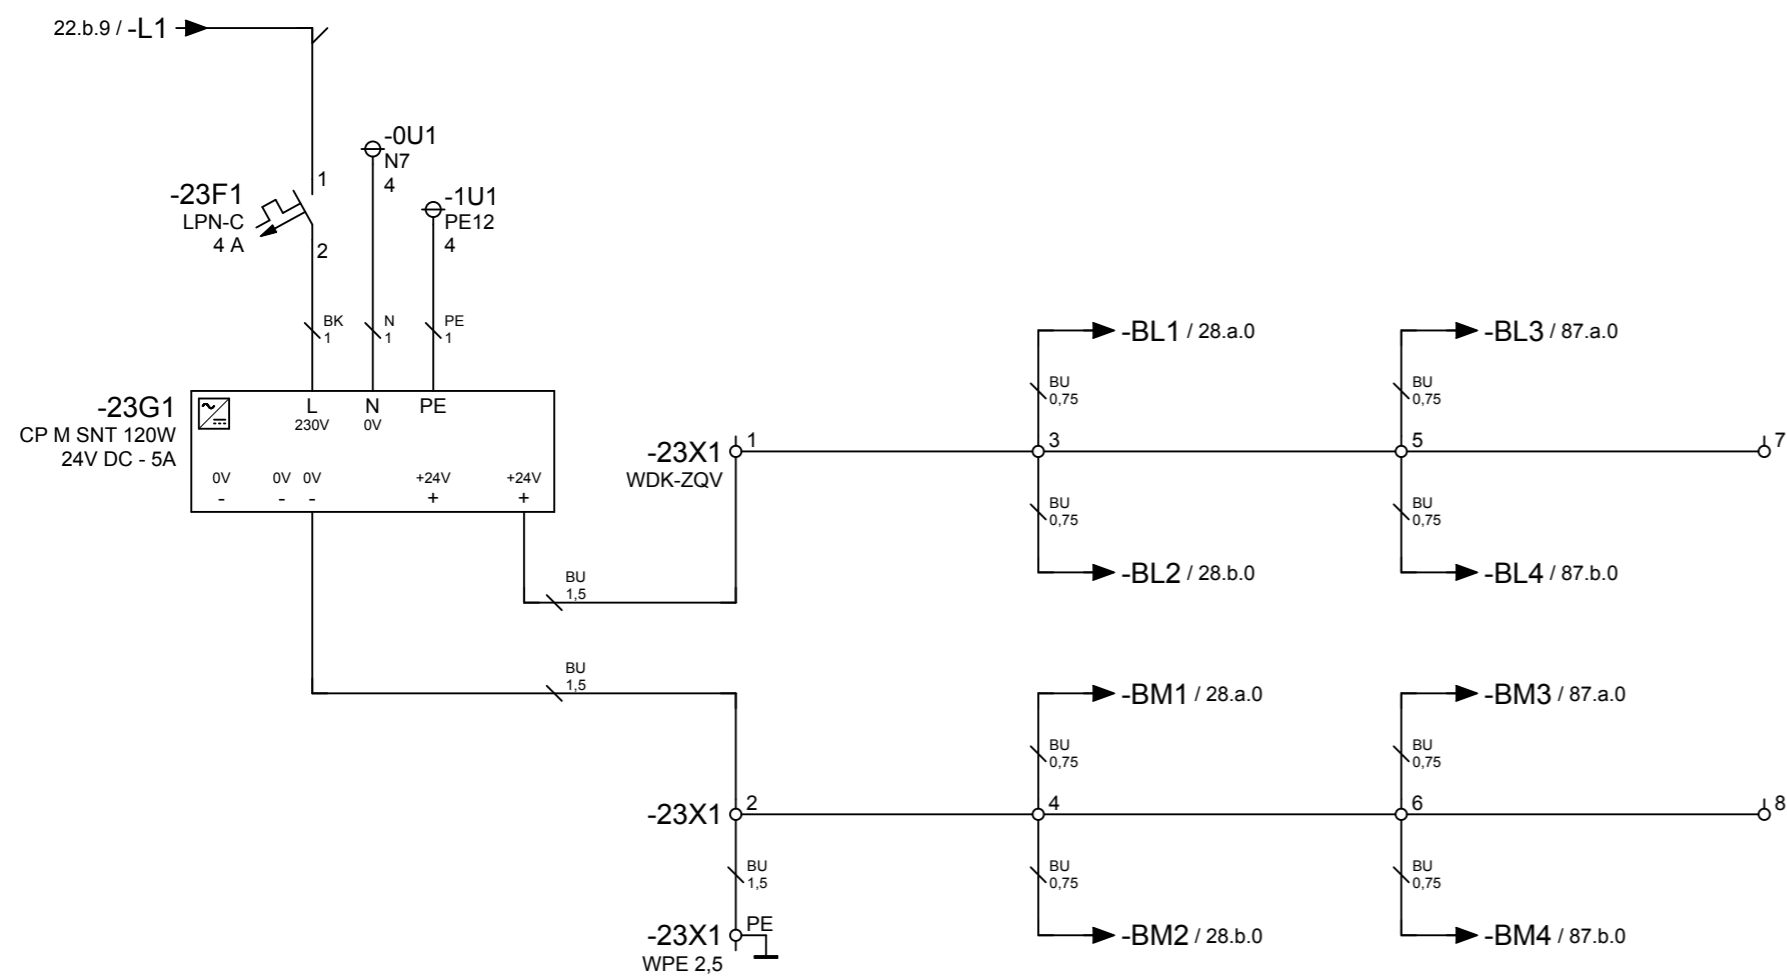 22.b.9 / -L1
-0U1
N7
4
-23F1
LPN-C
4 A
1
2
-1U1
PE12
4
BK
1
N
1
PE
1
-BL1 / 28.a.0
-BL3 / 87.a.0
BU
0,75
BU
0,75
-23G1
CP M SNT 120W
24V DC - 5A
L
230V
N
0V
PE
0V
-
0V
-
0V
-
+24V
+
+24V
+
-23X1
WDK-ZQV
1
3
5
7
BU
0,75
BU
0,75
-BL2 / 28.b.0
-BL4 / 87.b.0
BU
1,5
BU
1,5
-BM1 / 28.a.0
-BM3 / 87.a.0
BU
0,75
BU
0,75
-23X1
2
4
6
8
BU
1,5
BU
0,75
BU
0,75
-23X1
WPE 2,5
PE
-BM2 / 28.b.0
-BM4 / 87.b.0